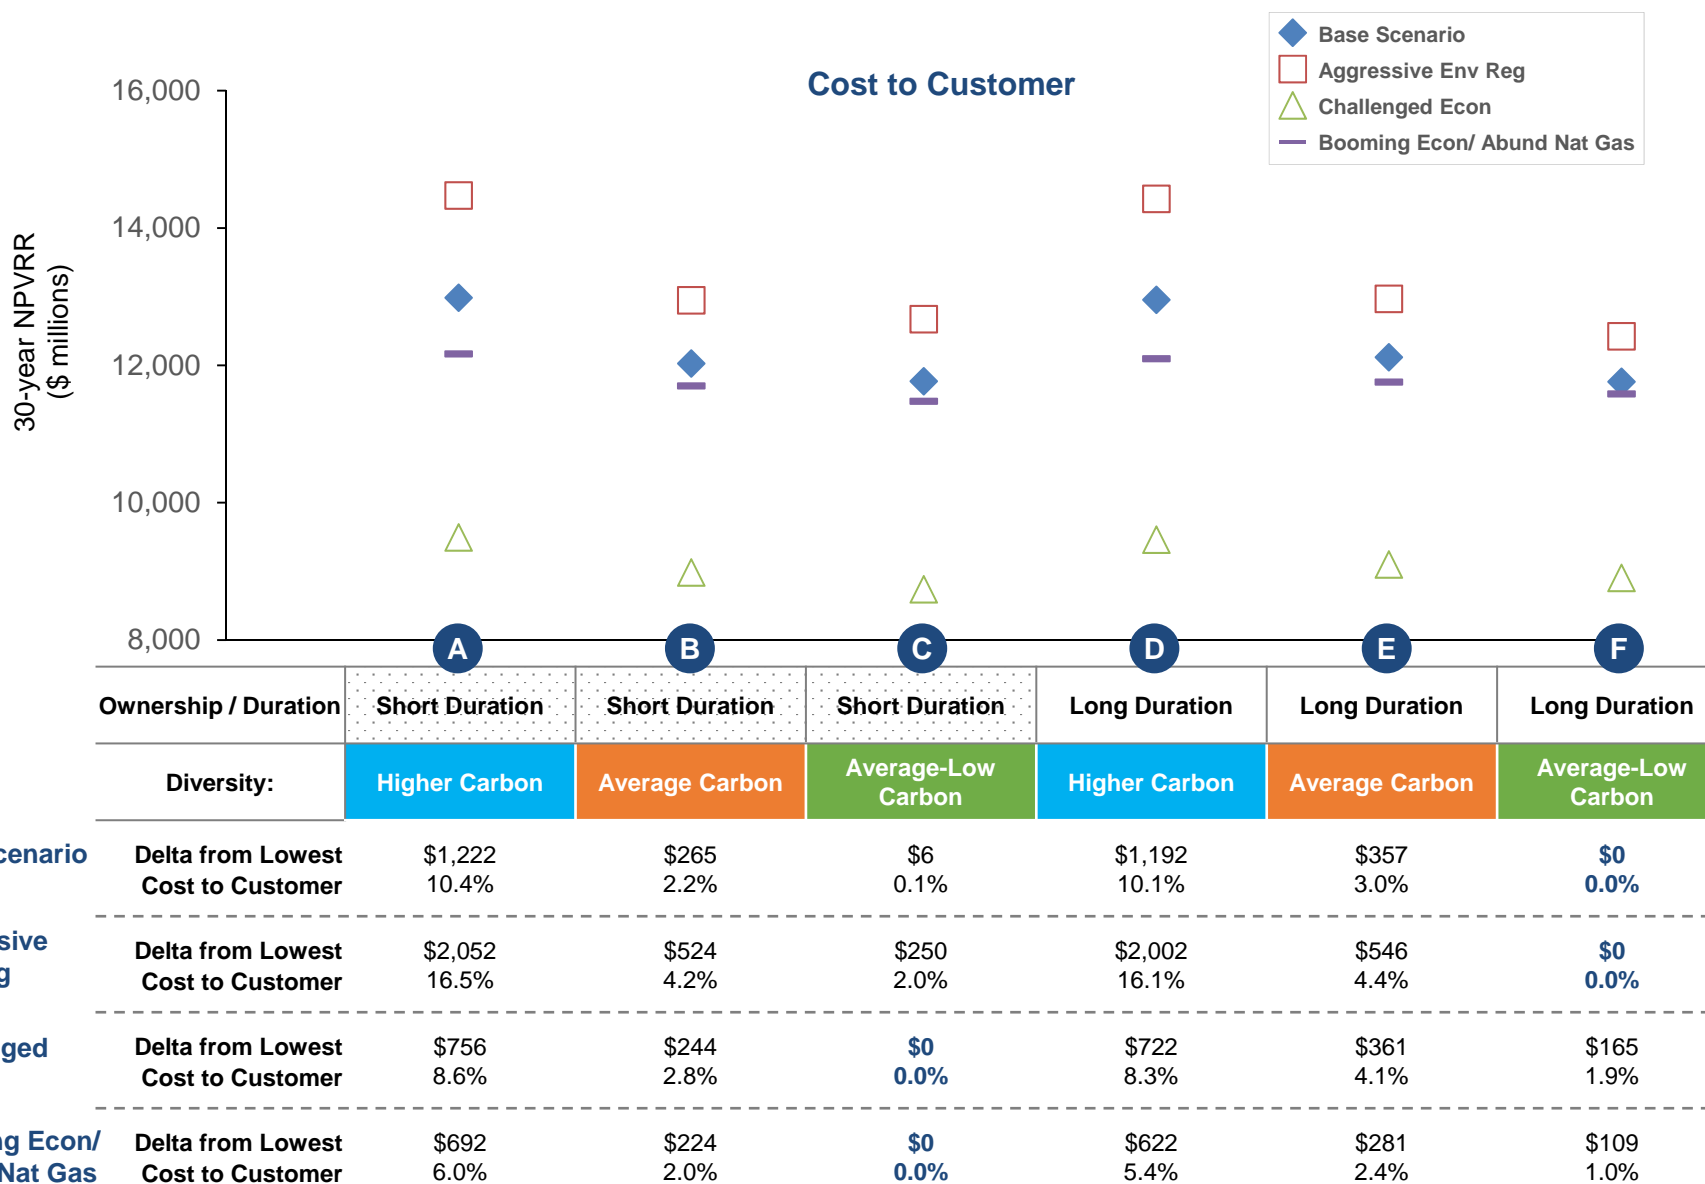 Base Scenario
Aggressive Env Reg
Challenged Econ
Booming Econ/ Abund Nat Gas
Cost to Customer
30-year NPVRR
($ millions)
16,000
14,000
12,000
10,000
8,000
A B C D E F
Ownership / Duration Short Duration Short Duration Short Duration Long Duration Long Duration Long Duration
Diversity: Higher Carbon Average Carbon Average-Low Carbon Higher Carbon Average Carbon Average-Low Carbon
cenario Delta from Lowest $1,222 $265 $6 $1,192 $357 $0
Cost to Customer 10.4% 2.2% 0.1% 10.1% 3.0% 0.0%
sive Delta from Lowest $2,052 $524 $250 $2,002 $546 $0
g Cost to Customer 16.5% 4.2% 2.0% 16.1% 4.4% 0.0%
ged Delta from Lowest $756 $244 $0 $722 $361 $165
Cost to Customer 8.6% 2.8% 0.0% 8.3% 4.1% 1.9%
ng Econ/ Delta from Lowest $692 $224 $0 $622 $281 $109
Nat Gas Cost to Customer 6.0% 2.0% 0.0% 5.4% 2.4% 1.0%